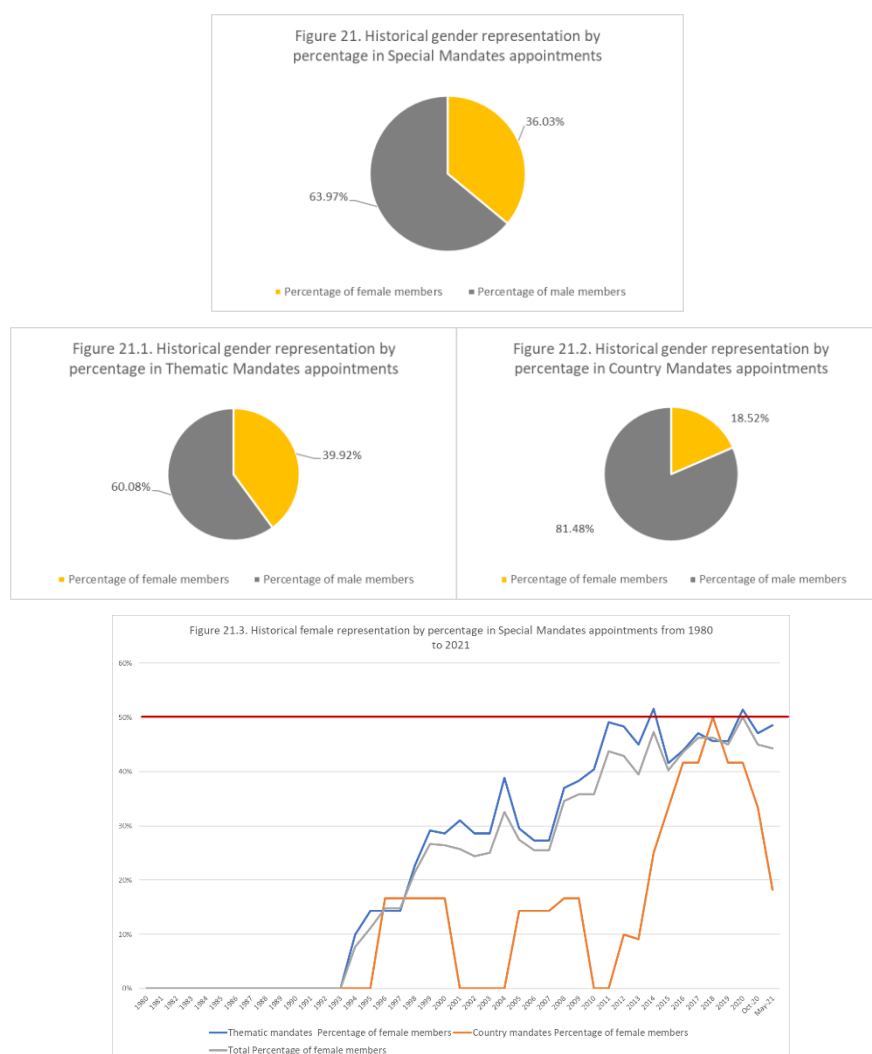 Figure 21. Historical gender representation by
percentage in Special Mandates appointments
36.03%
63.97%
Percentage of female members
Percentage of male members
Figure 21.1. Historical gender representation by
percentage in Thematic Mandates appointments
39.92%
60.08%
Percentage of female members
Percentage of male members
Figure 21.2. Historical gender representation by
percentage in Country Mandates appointments
18.52%
81.48%
Percentage of female members
Percentage of male members
Figure 21.3. Historical female representation by percentage in Special Mandates appointments from 1980
to 2021
60%
50%
40%
30%
20%
10%
0%
1980
1981
1982
1983
1984
1985
1986
1987
1988
1989
1990
1991
1992
1993
1994
1995
1996
1997
1998
1999
2000
2001
2002
2003
2004
2005
2006
2007
2008
2009
2010
2011
2012
2013
2014
2015
2016
2017
2018
2019
2020
Oct-20
May-21
Thematic mandates Percentage of female members
Country mandates Percentage of female members
Total Percentage of female members